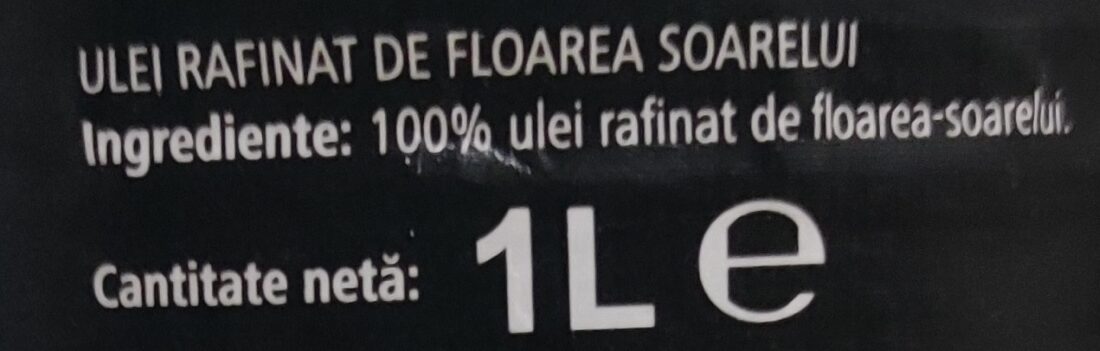 ULEI RAFINAT DE FLOAREA SOARELUI
Ingrediente: 100% ulei rafinat de floarea-soarelui.
Cantitate netă: 1L ℮